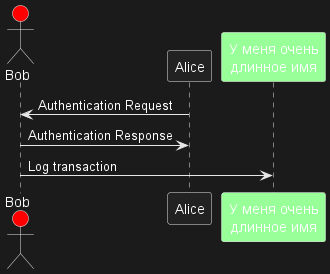 У меня очень
длинное имя
Bob
Alice
Authentication Request
Authentication Response
Log transaction
Bob
Alice
У меня очень
длинное имя